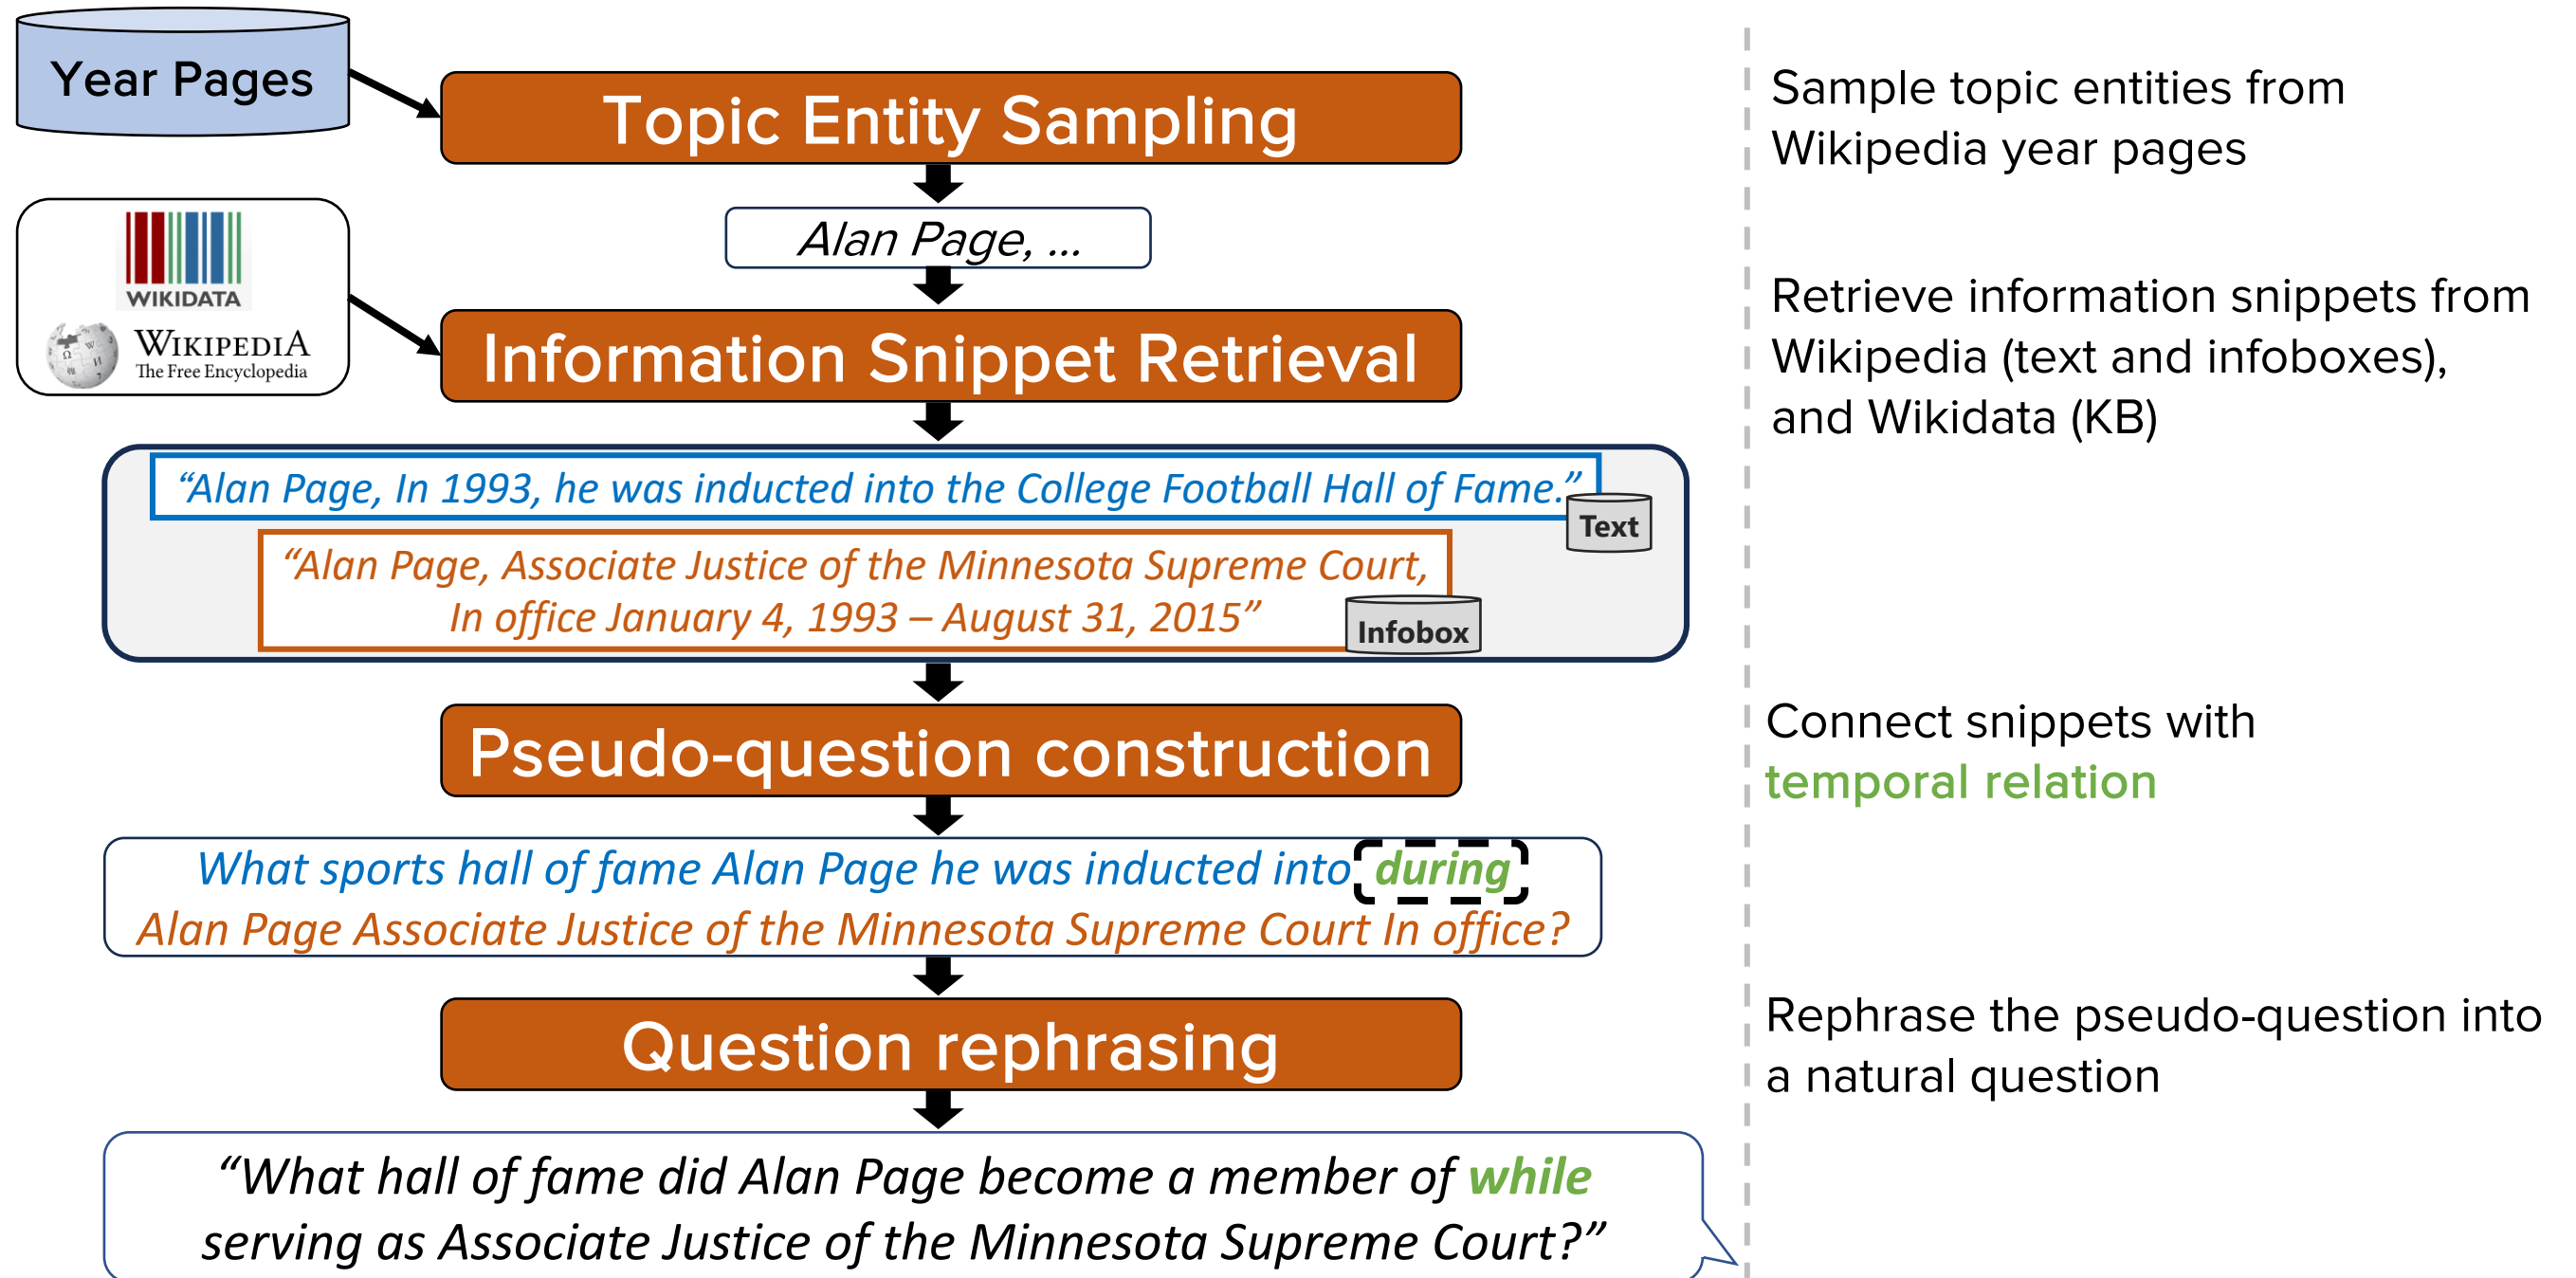 Year Pages
Topic Entity Sampling
Sample topic entities from
Wikipedia year pages
Alan Page, ...
WIKIDATA
WIKIPEDIA
The Free Encyclopedia
Information Snippet Retrieval
Retrieve information snippets from
Wikipedia (text and infoboxes),
and Wikidata (KB)
“Alan Page, In 1993, he was inducted into the College Football Hall of Fame.”
Text
“Alan Page, Associate Justice of the Minnesota Supreme Court,
In office January 4, 1993 – August 31, 2015”
Infobox
Pseudo-question construction
Connect snippets with
temporal relation
What sports hall of fame Alan Page he was inducted into during
Alan Page Associate Justice of the Minnesota Supreme Court In office?
Question rephrasing
Rephrase the pseudo-question into
a natural question
“What hall of fame did Alan Page become a member of while
serving as Associate Justice of the Minnesota Supreme Court?”